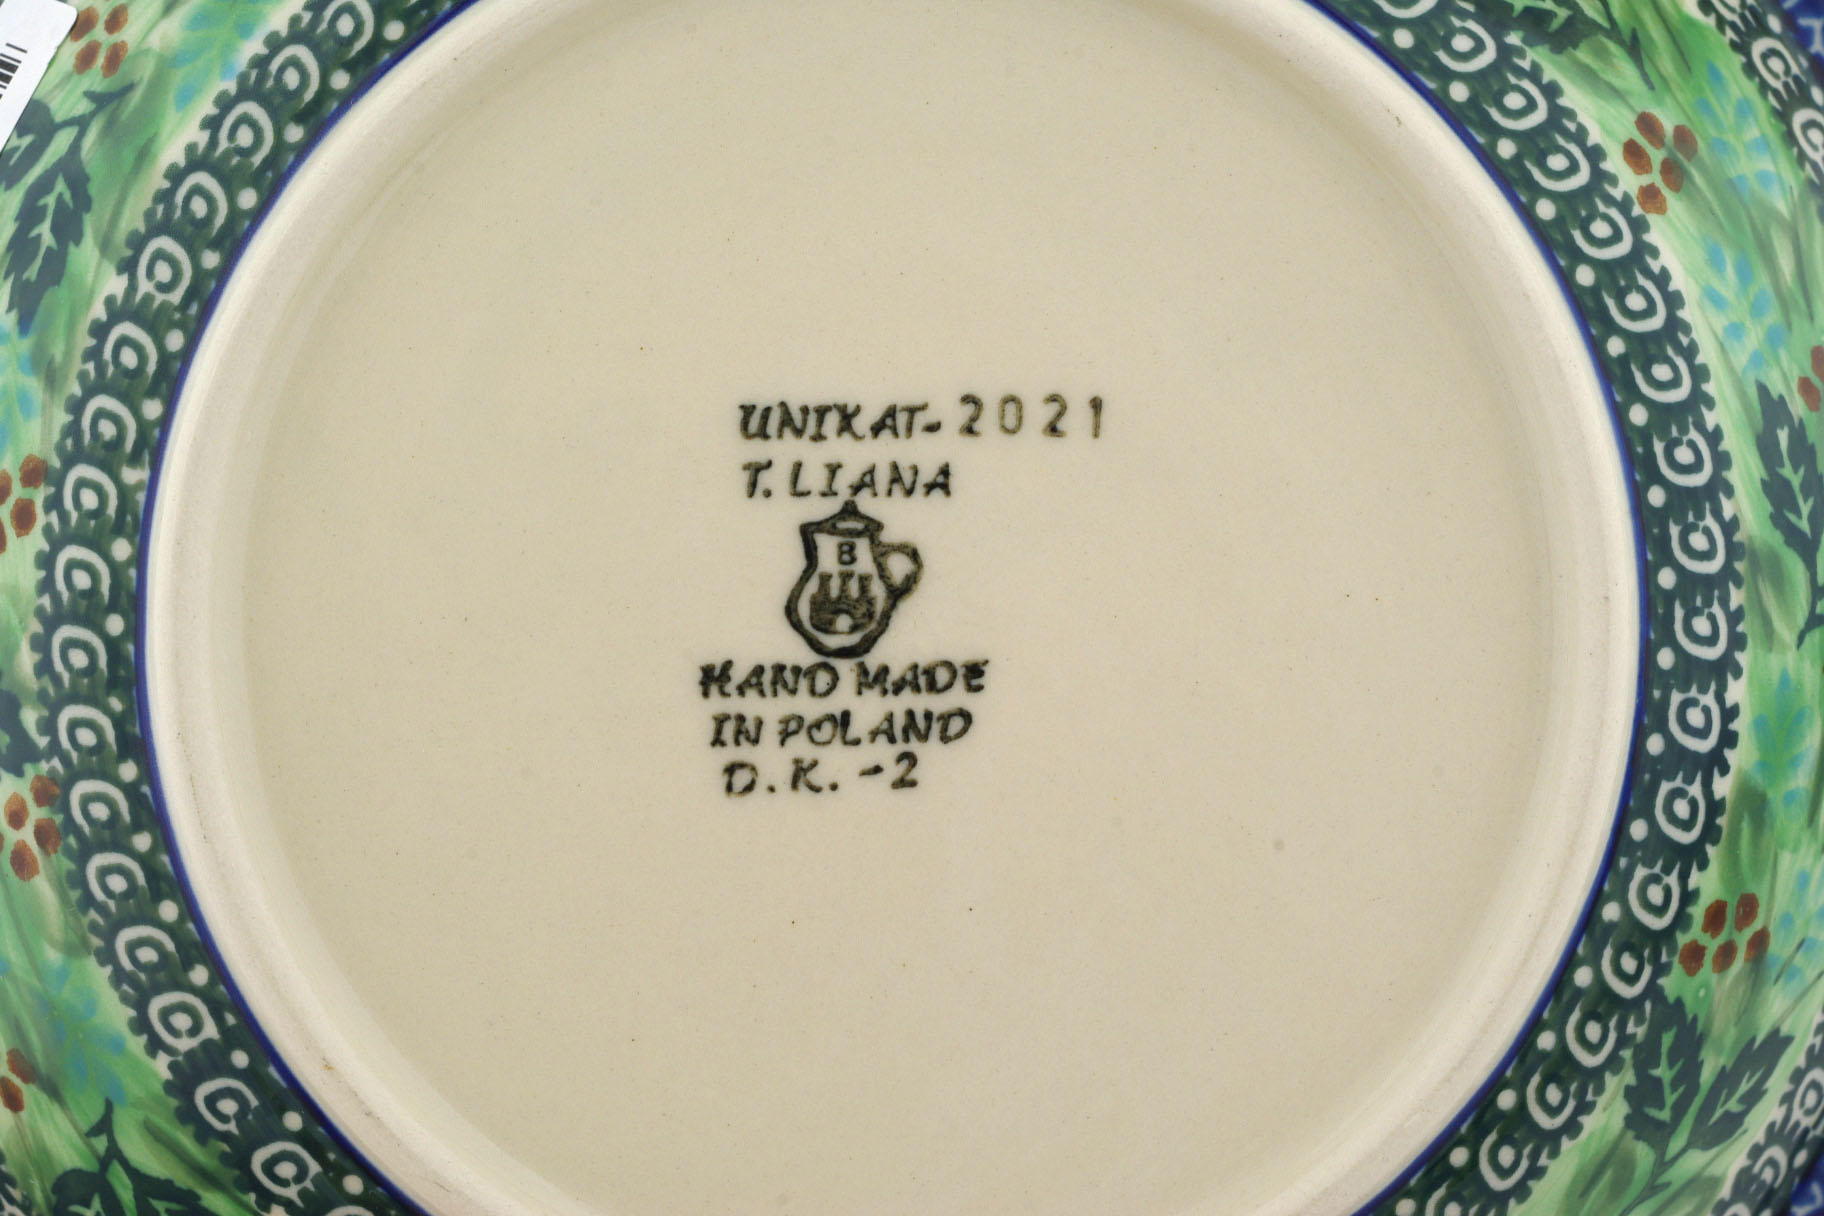 UNIKAT-2021
T. LIANA
B
HAND MADE
IN POLAND
D.K. -2